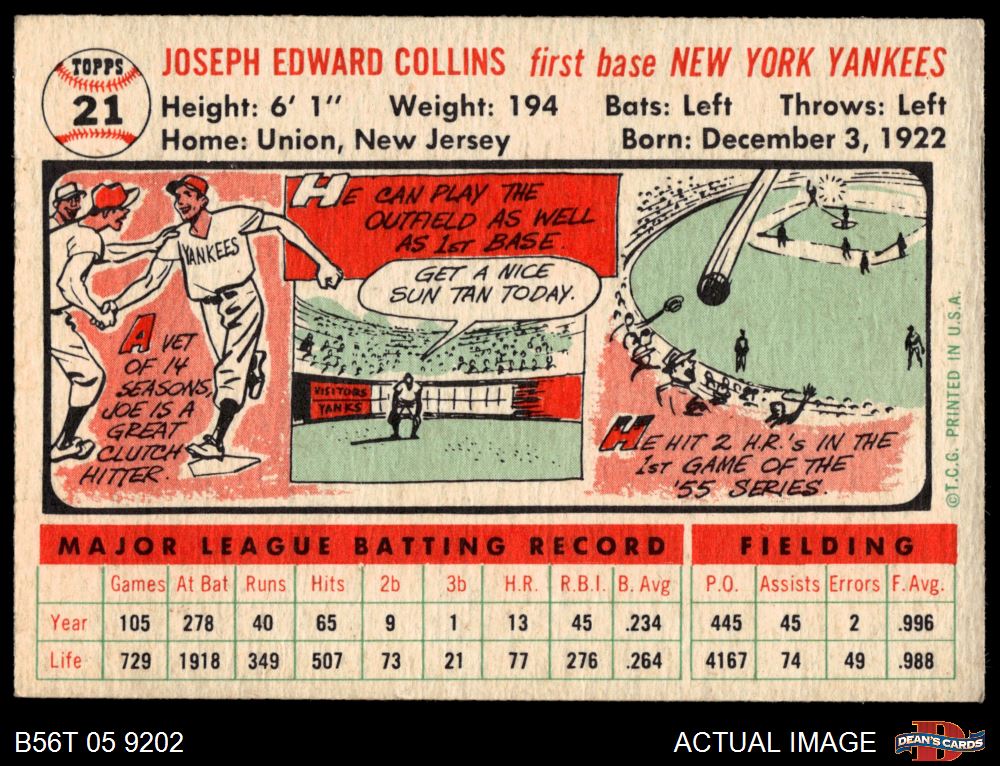 TOPPS
21
JOSEPH EDWARD COLLINS first base NEW YORK YANKEES
Height: 6' 1" Weight: 194 Bats: Left Throws: Left
Home: Union, New Jersey Born: December 3, 1922
YANKEES
A VET
OF 14
SEASONS,
JOE IS A
GREAT
CLUTCH
HITTER.
HE CAN PLAY THE
OUTFIELD AS WELL
AS 1ST BASE.
GET A NICE
SUN TAN TODAY.
VISITORS
YANKS
HE HIT 2 H.R.'s IN THE
1ST GAME OF THE
'55 SERIES.
©T.C.G. PRINTED IN U.S.A.
MAJOR LEAGUE BATTING RECORD FIELDING
Games At Bat Runs Hits 2b 3b H.R. R.B.I. B. Avg P.O. Assists Errors F. Avg.
Year 105 278 40 65 9 1 13 45 .234 445 45 2 .996
Life 729 1918 349 507 73 21 77 276 .264 4167 74 49 .988
B56T 05 9202 ACTUAL IMAGE DEAN'S CARDS